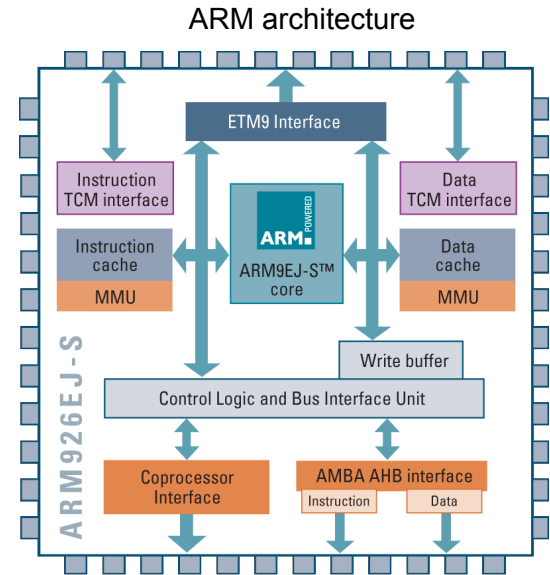 ARM architecture
ETM9 Interface
Instruction
TCM interface
Data
TCM interface
ARM
POWERED
ARM9EJ-S™
core
Instruction
cache
MMU
Data
cache
MMU
Write buffer
Control Logic and Bus Interface Unit
Coprocessor
Interface
AMBA AHB interface
Instruction
Data
ARM926EJ-S